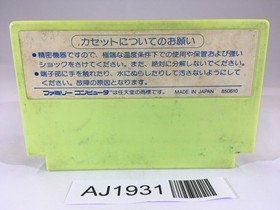 カセットについてのお願い
●精密機器ですので、極端な温度条件下での使用や保管および強い
ショックをさけてください。また、絶対に分解しないでください。
●端子部に手を触れたり、水にぬらしたりして汚さないようにして
ください。故障の原因となります。
ファミリーコンピュータは任天堂の商標です。 MADE IN JAPAN
AJ1931